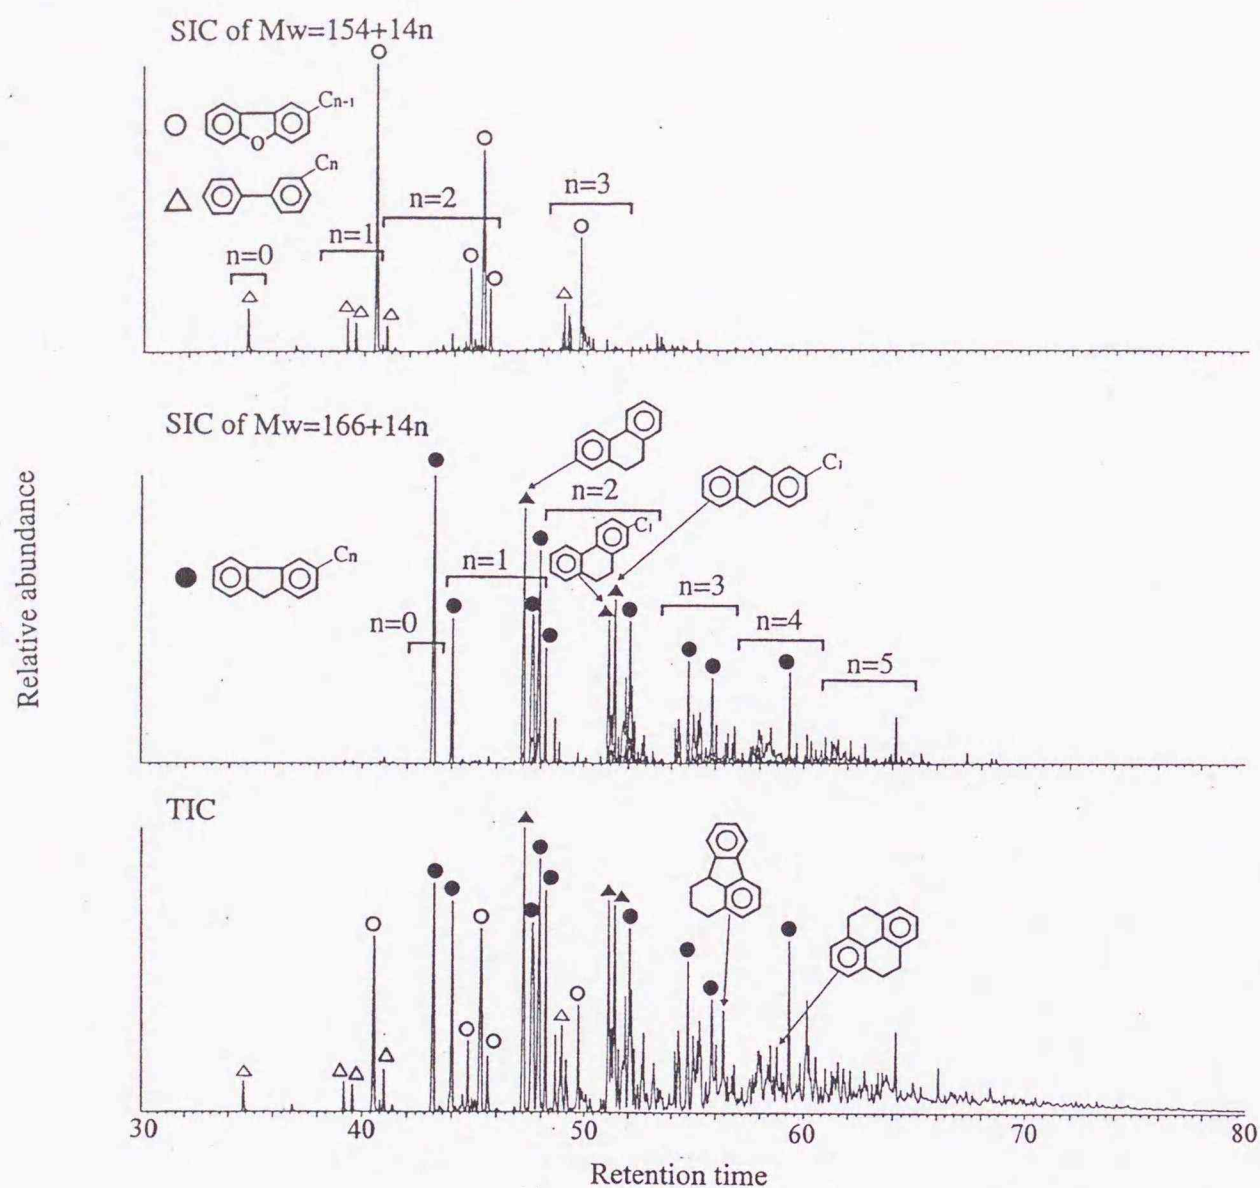 SIC of Mw=154+14n
Cn-1
O
Cn
n=0
n=1
n=2
n=3
SIC of Mw=166+14n
Cn
n=0
n=1
n=2
C1
C1
n=3
n=4
n=5
Relative abundance
TIC
30 40 50 60 70 80
Retention time